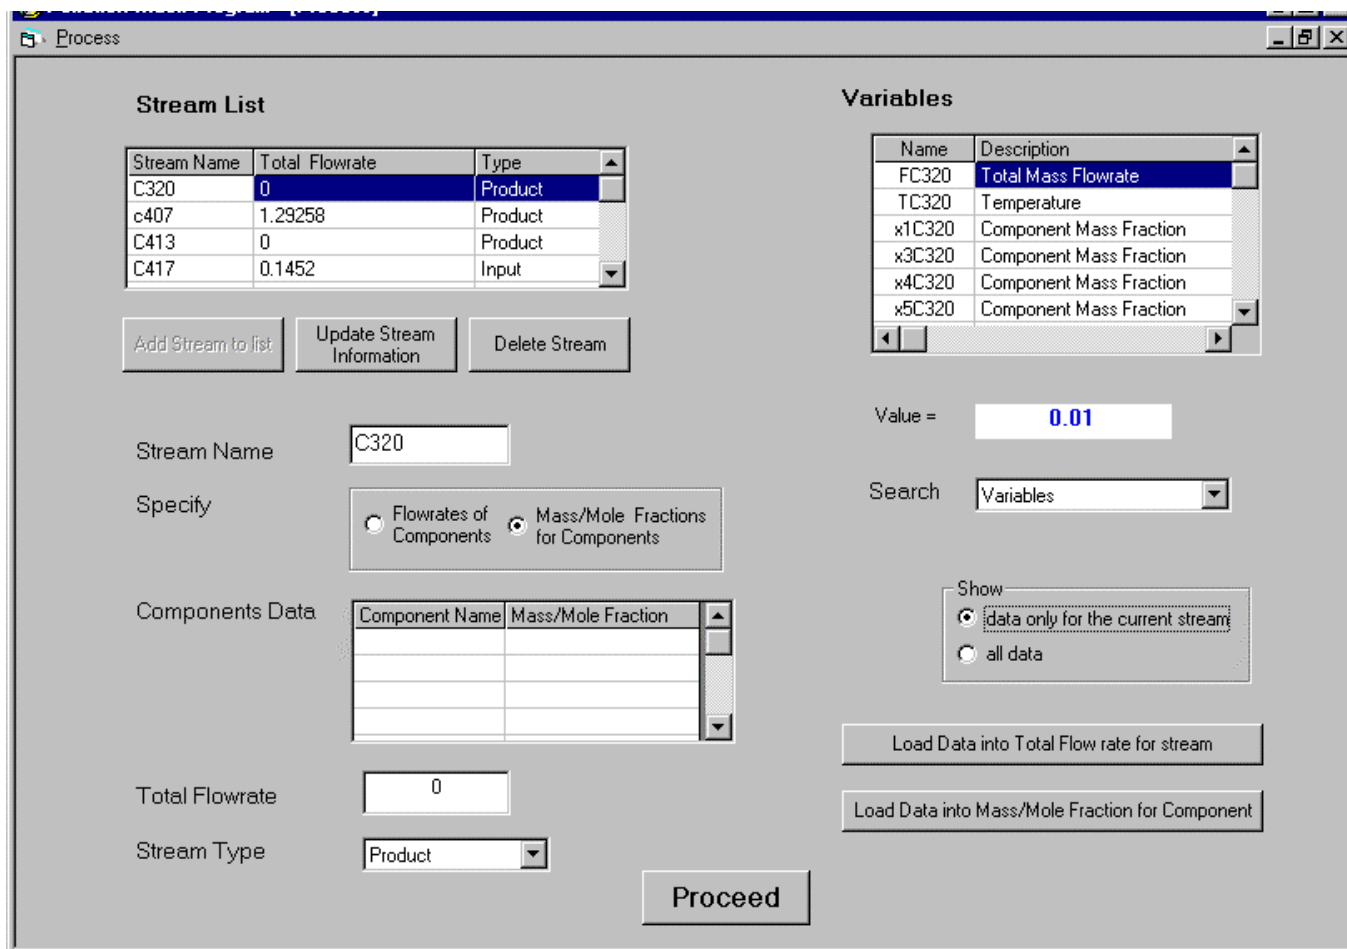 Process
Stream List
Stream Name Total Flowrate Type
C320 0 Product
c407 1.29258 Product
C413 0 Product
C417 0.1452 Input
Add Stream to list
Update Stream
Information
Delete Stream
Stream Name C320
Specify
Flowrates of
Components
Mass/Mole Fractions
for Components
Components Data
Component Name Mass/Mole Fraction
Total Flowrate 0
Stream Type Product
Variables
Name Description
FC320 Total Mass Flowrate
TC320 Temperature
x1C320 Component Mass Fraction
x3C320 Component Mass Fraction
x4C320 Component Mass Fraction
x5C320 Component Mass Fraction
Value = 0.01
Search Variables
Show
data only for the current stream
all data
Load Data into Total Flow rate for stream
Load Data into Mass/Mole Fraction for Component
Proceed